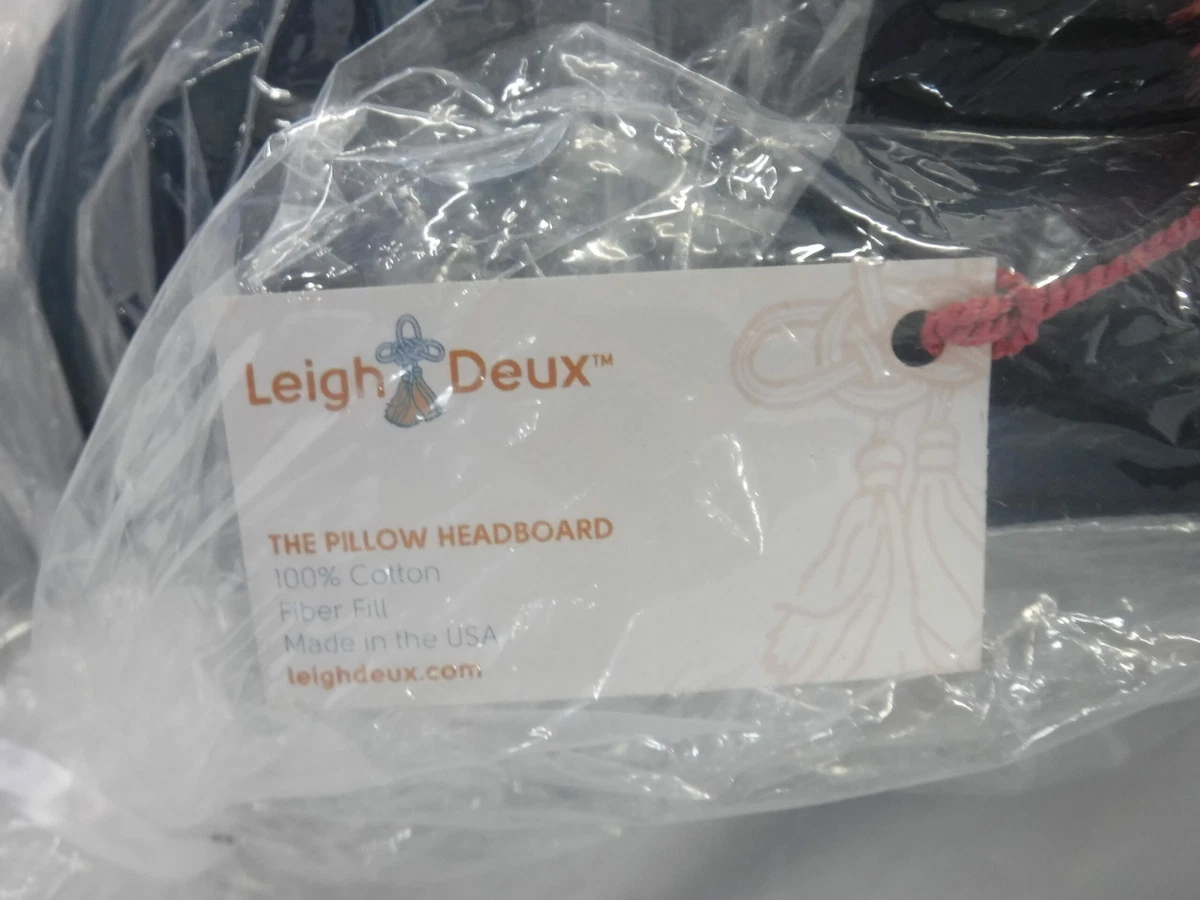 Leigh Deux™
THE PILLOW HEADBOARD
100% Cotton
Fiber Fill
Made in the USA
leighdeux.com